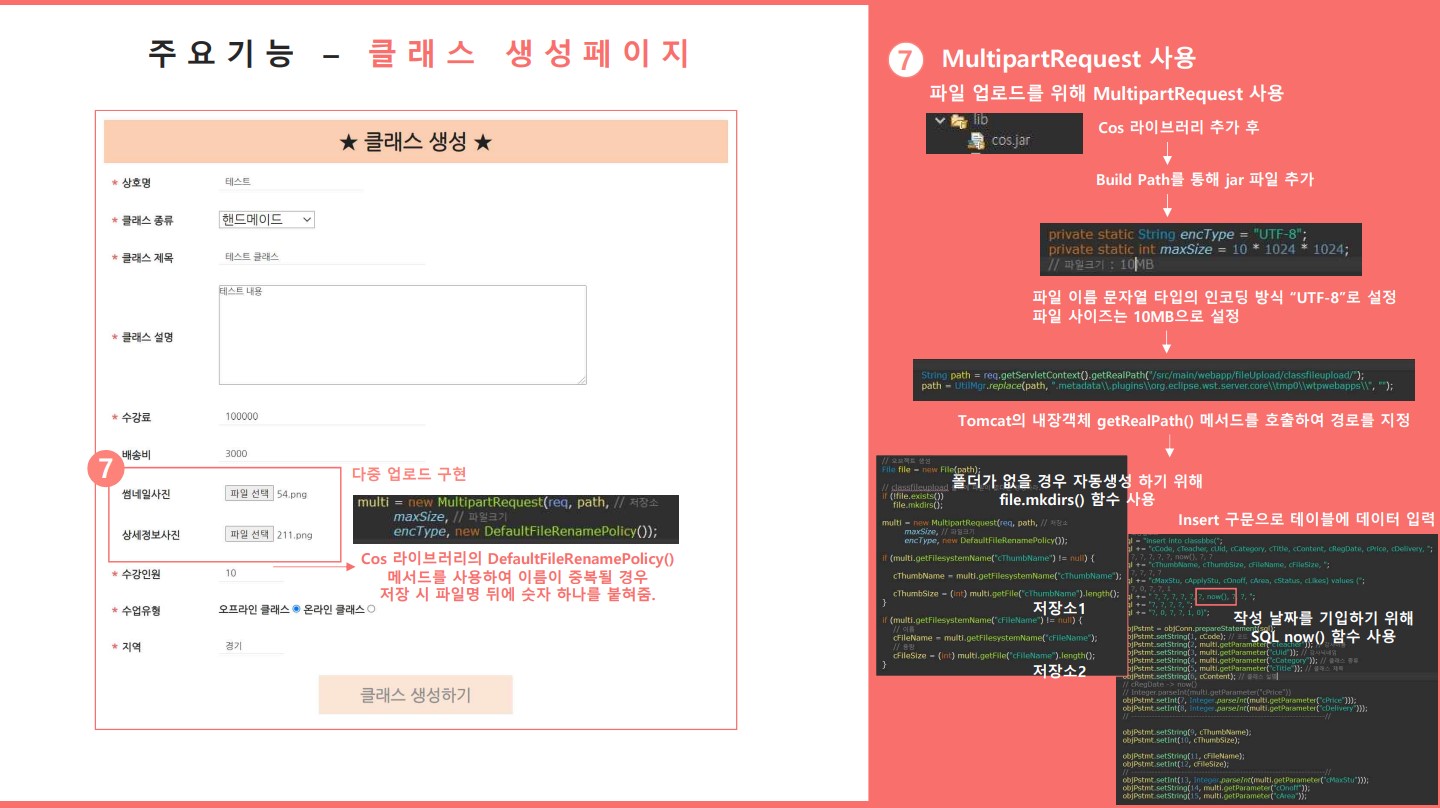 주요기능 – 클래스 생성페이지
★ 클래스 생성 ★
* 상호명 테스트
* 클래스 종류 핸드메이드
* 클래스 제목 테스트 클래스
* 클래스 설명 테스트 내용
* 수강료 100000
* 배송비 3000
7
썸네일사진 파일 선택 54.png
상세정보사진 파일 선택 211.png
* 수강인원 10
* 수업유형 오프라인 클래스 온라인 클래스
* 지역 경기
클래스 생성하기
다중 업로드 구현
multi = new MultipartRequest(req, path, // 저장소
maxSize, // 파일크기
encType, new DefaultFileRenamePolicy());
Cos 라이브러리의 DefaultFileRenamePolicy()
메서드를 사용하여 이름이 중복될 경우
저장 시 파일명 뒤에 숫자 하나를 붙혀줌.
7 MultipartRequest 사용
파일 업로드를 위해 MultipartRequest 사용
lib
cos.jar
Cos 라이브러리 추가 후
Build Path를 통해 jar 파일 추가
private static String encType = "UTF-8";
private static int maxSize = 10 * 1024 * 1024;
// 파일크기 : 10MB
파일 이름 문자열 타입의 인코딩 방식 “UTF-8”로 설정
파일 사이즈는 10MB으로 설정
String path = req.getServletContext().getRealPath("/src/main/webapp/fileUpload/classfileupload/");
path = UtilMgr.replace(path, ".metadata\\.plugins\\org.eclipse.wst.server.core\\tmp0\\wtpwebapps\\", "");
Tomcat의 내장객체 getRealPath() 메서드를 호출하여 경로를 지정
// 오브젝트 생성
File file = new File(path);
// classfileupload
폴더가 없을 경우 자동생성 하기 위해
if (!file.exists())
file.mkdirs() 함수 사용
file.mkdirs();
multi = new MultipartRequest(req, path, // 저장소
maxSize, // 파일크기
encType, new DefaultFileRenamePolicy());
if (multi.getFilesystemName("cThumbName") != null) {
cThumbName = multi.getFilesystemName("cThumbName");
cThumbSize = (int) multi.getFile("cThumbName").length();
}
저장소1
if (multi.getFilesystemName("cFileName") != null) {
// 이름
cFileName = multi.getFilesystemName("cFileName");
// 용량
cFileSize = (int) multi.getFile("cFileName").length();
}
저장소2
Insert 구문으로 테이블에 데이터 입력
ql = "insert into classbbs(";
ql += "cCode, cTeacher, cUid, cCategory, cTitle, cContent, cRegDate, cPrice, cDelivery, ";
?, ?, ?, ?, ?, now(), ?, ?
ql += "cThumbName, cThumbSize, cFileName, cFileSize, ";
?, ?, ?, ?
ql += "cMaxStu, cApplyStu, cOnoff, cArea, cStatus, cLikes) values (";
?, 0, ?, ?, 1
ql += " ?, ?, ?, ?, ?, ?, now(), ?, ?, ";
ql += "?, ?, ?, ?, ";
ql += "?, 0, ?, ?, 1, 0)";
작성 날짜를 기입하기 위해
SQL now() 함수 사용
objPstmt = objConn.prepareStatement(sql);
objPstmt.setString(1, cCode);
objPstmt.setString(2, multi.getParameter("cTeacher"));
objPstmt.setString(3, multi.getParameter("cUid"));
objPstmt.setString(4, multi.getParameter("cCategory")); // 클래스 종류
objPstmt.setString(5, multi.getParameter("cTitle")); // 클래스 제목
objPstmt.setString(6, cContent); // 클래스 설명
// cRegDate -> now()
// Integer.parseInt(multi.getParameter("cPrice"))
objPstmt.setInt(7, Integer.parseInt(multi.getParameter("cPrice")));
objPstmt.setInt(8, Integer.parseInt(multi.getParameter("cDelivery")));
objPstmt.setString(9, cThumbName);
objPstmt.setInt(10, cThumbSize);
objPstmt.setString(11, cFileName);
objPstmt.setInt(12, cFileSize);
objPstmt.setInt(13, Integer.parseInt(multi.getParameter("cMaxStu")));
objPstmt.setString(14, multi.getParameter("cOnoff"));
objPstmt.setString(15, multi.getParameter("cArea"));